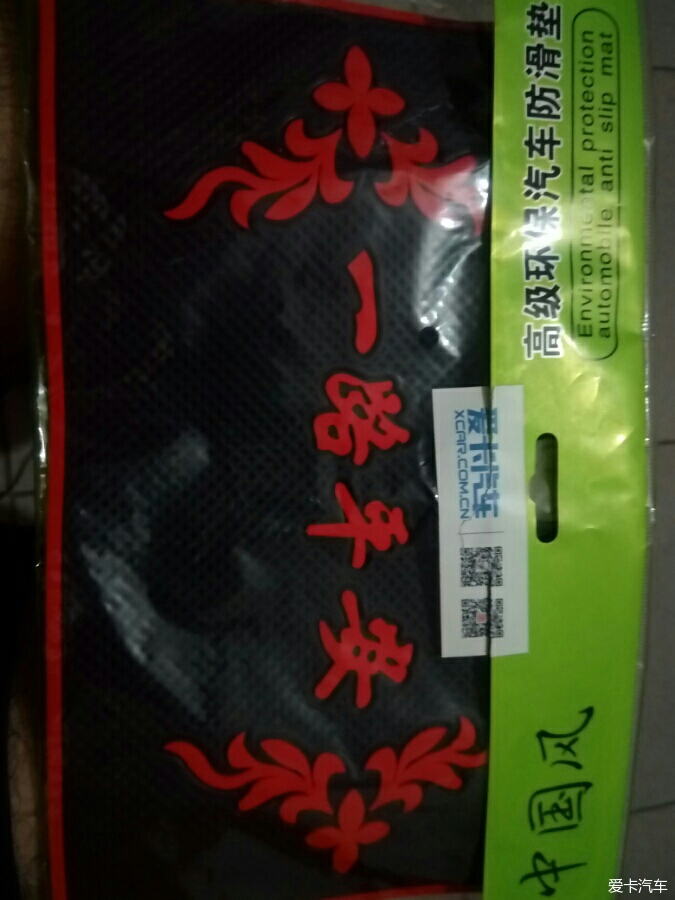 高级环保汽车防滑垫
Environmental protection
automobile anti slip mat
一路平安
爱卡汽车
XCAR.COM.CN
中国风
爱卡汽车